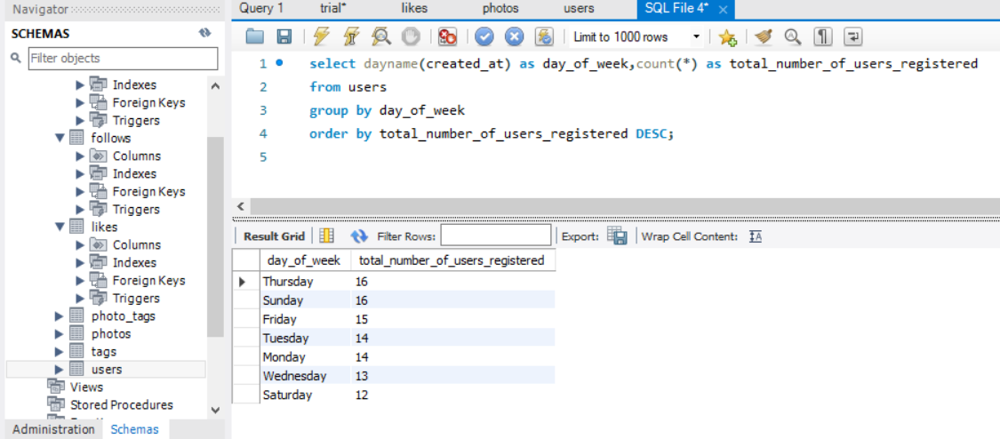 Navigator
SCHEMAS
Filter objects
Indexes
Foreign Keys
Triggers
follows
Columns
Indexes
Foreign Keys
Triggers
likes
Columns
Indexes
Foreign Keys
Triggers
photo_tags
photos
tags
users
Views
Stored Procedures
Administration Schemas
Query 1 trial* likes photos users SQL File 4*
Limit to 1000 rows
1 select dayname(created_at) as day_of_week,count(*) as total_number_of_users_registered
2 from users
3 group by day_of_week
4 order by total_number_of_users_registered DESC;
5
Result Grid Filter Rows: Export: Wrap Cell Content:
day_of_week total_number_of_users_registered
Thursday 16
Sunday 16
Friday 15
Tuesday 14
Monday 14
Wednesday 13
Saturday 12